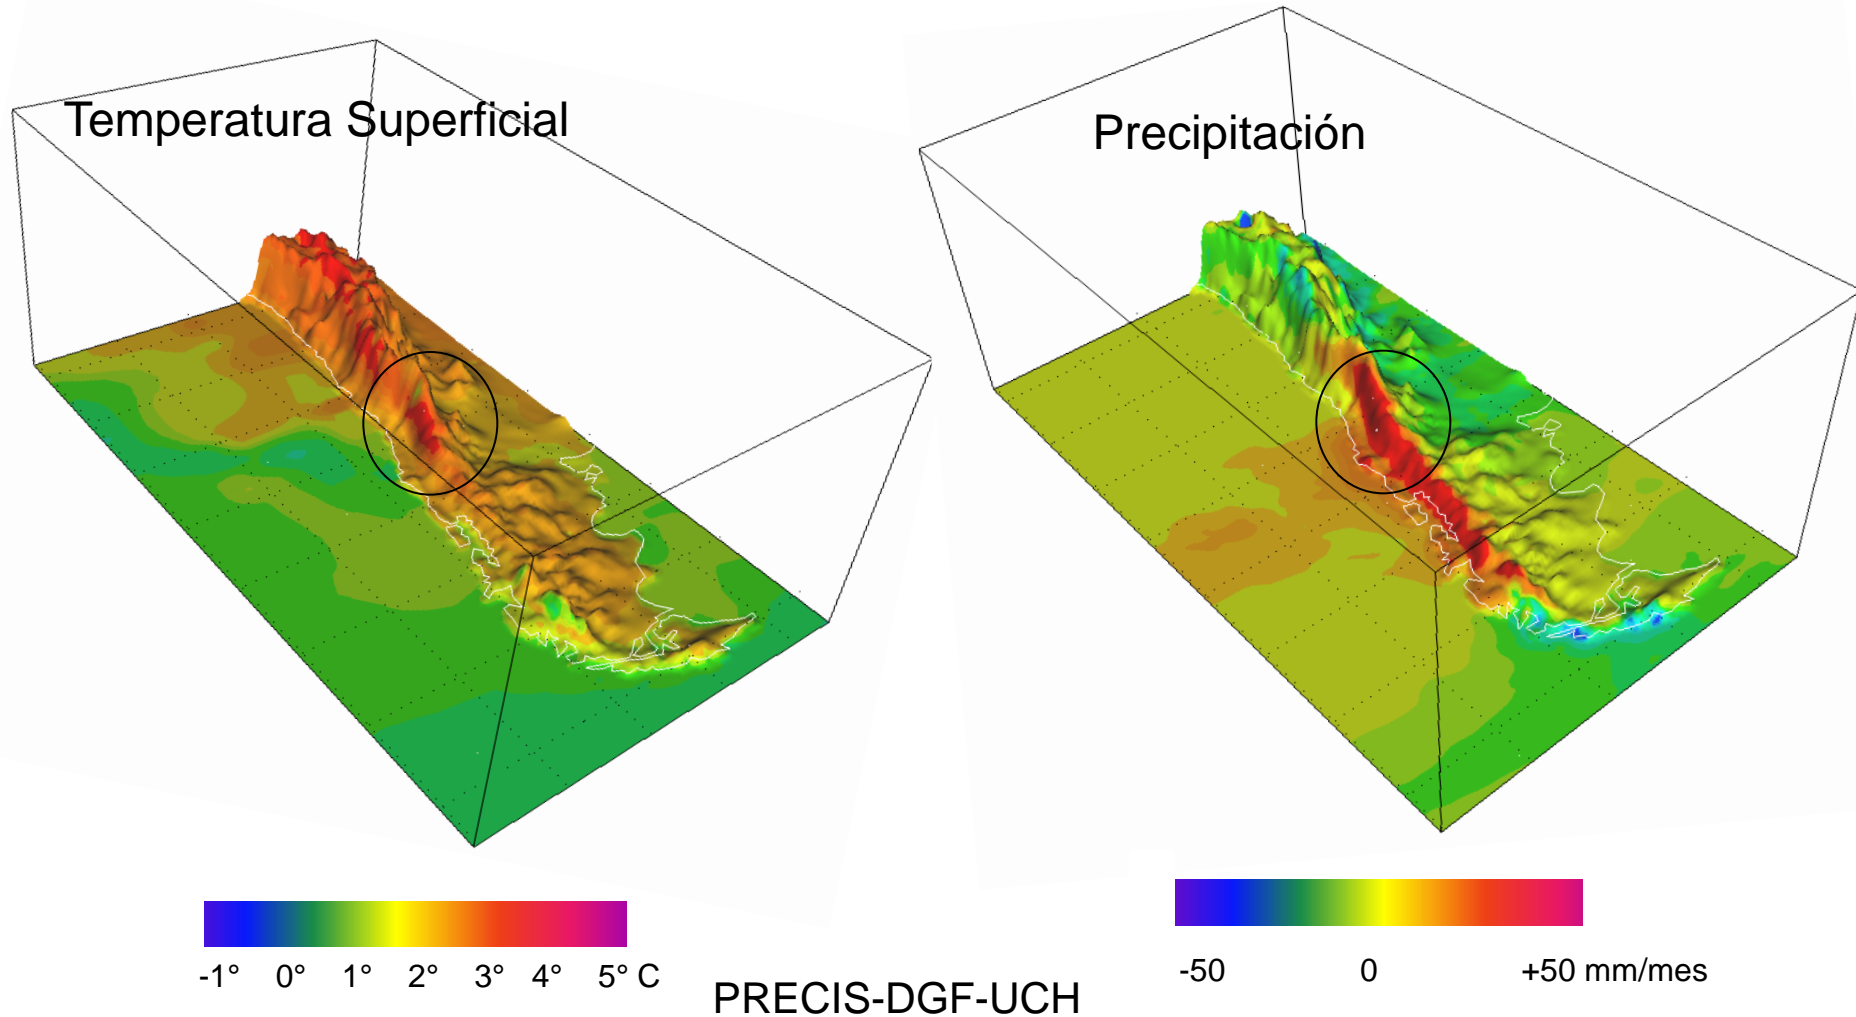 Temperatura Superficial
Precipitación
-1° 0° 1° 2° 3° 4° 5° C
-50 0 +50 mm/mes
PRECIS-DGF-UCH